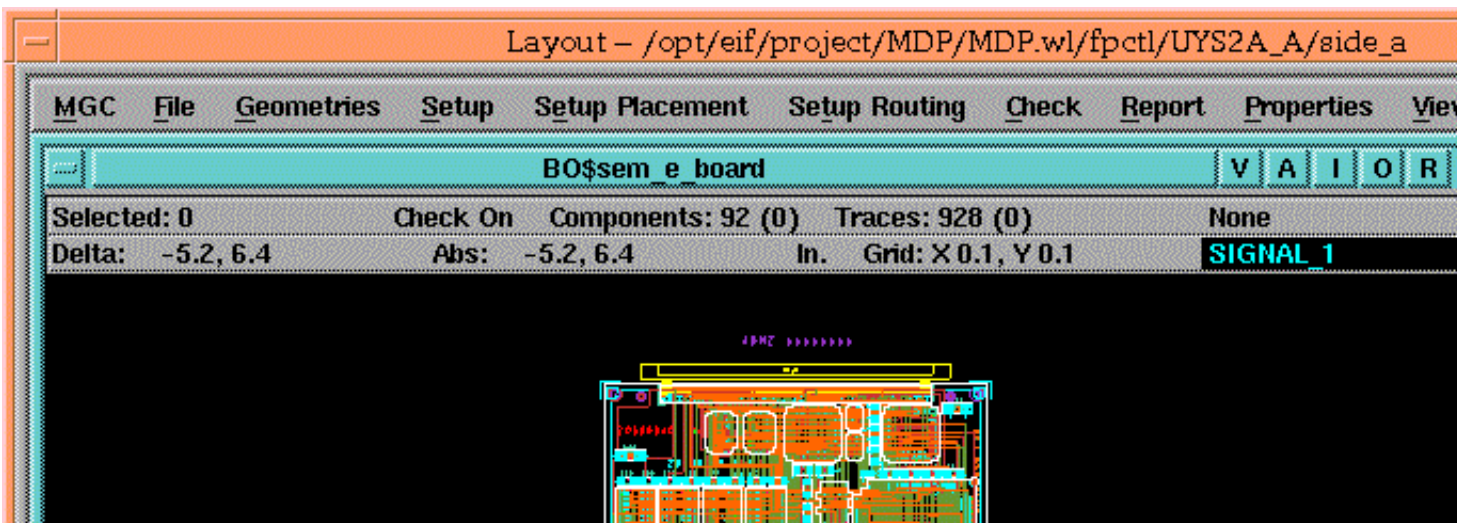 Layout – /opt/eif/project/MDP/MDP.wl/fpctl/UYS2A_A/side_a
MGC File Geometries Setup Setup Placement Setup Routing Check Report Properties View
BO$sem_e_board V A I O R
Selected: 0 Check On Components: 92 (0) Traces: 928 (0) None
Delta: -5.2, 6.4 Abs: -5.2, 6.4 In. Grid: X 0.1, Y 0.1 SIGNAL_1